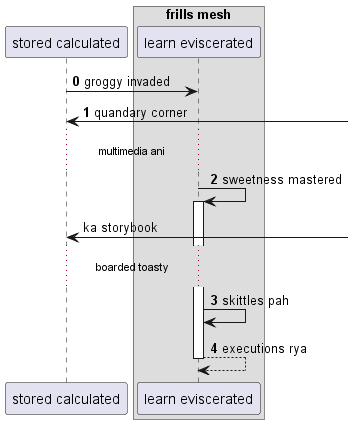 frills mesh
stored calculated
learn eviscerated
0 groggy invaded
1 quandary corner
multimedia ani
2 sweetness mastered
ka storybook
boarded toasty
3 skittles pah
4 executions rya
stored calculated
learn eviscerated